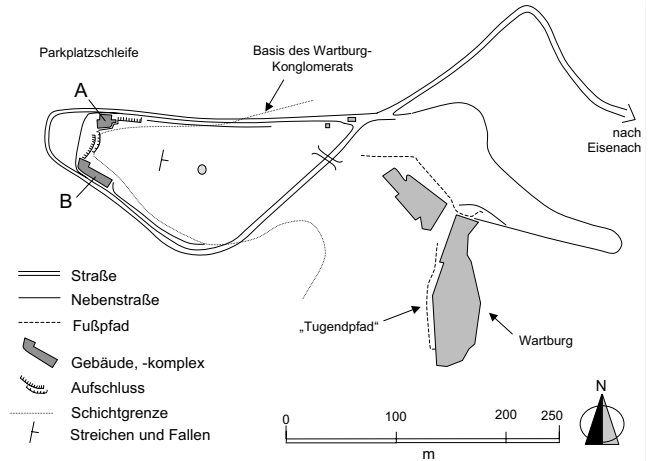 Parkplatzschleife
Basis des Wartburg-
Konglomerats
A
nach
Eisenach
B
Straße
Nebenstraße
Fußpfad
Gebäude, -komplex
Aufschluss
Schichtgrenze
Streichen und Fallen
„Tugendpfad“
Wartburg
N
0
100
200
250
m